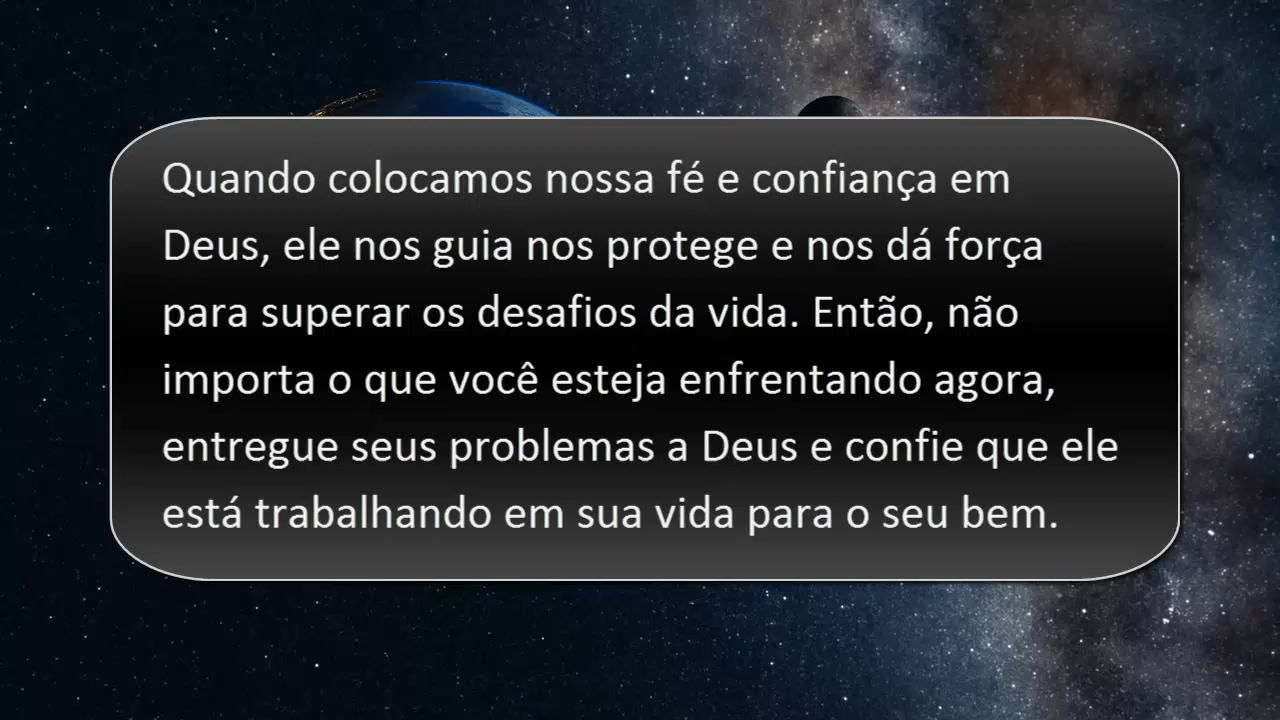 Quando colocamos nossa fé e confiança em
Deus, ele nos guia nos protege e nos dá força
para superar os desafios da vida. Então, não
importa o que você esteja enfrentando agora,
entregue seus problemas a Deus e confie que ele
está trabalhando em sua vida para o seu bem.